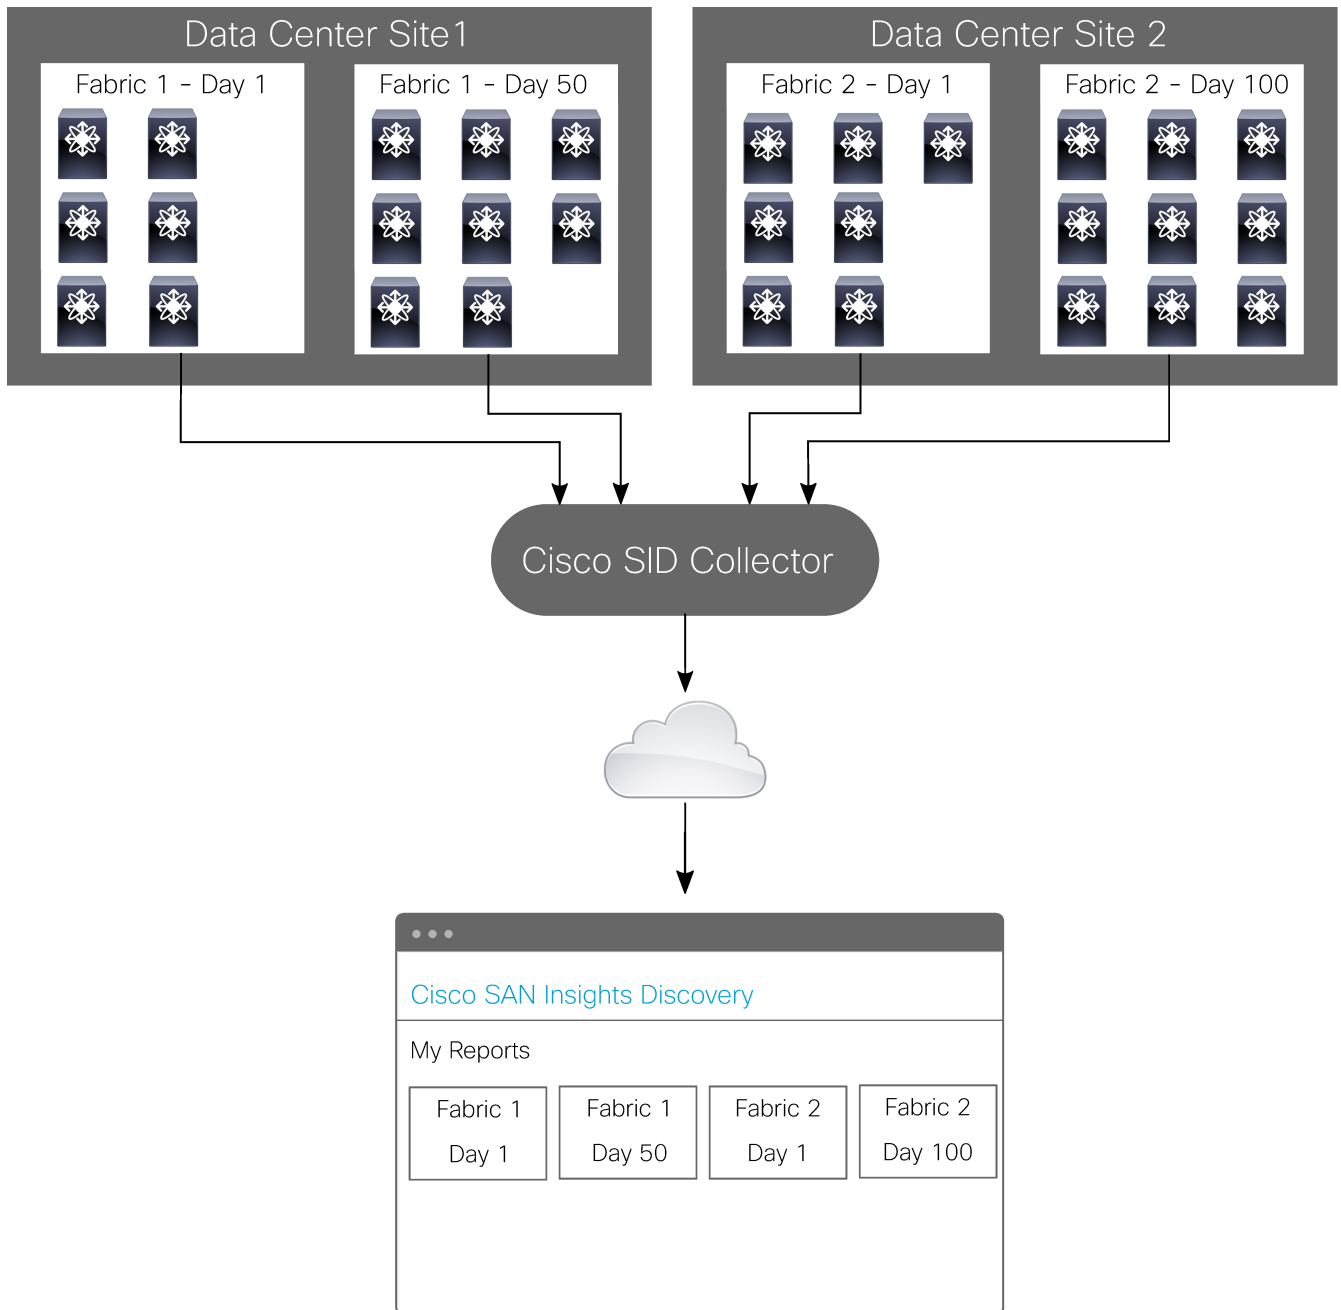 Data Center Site1
Data Center Site 2
Fabric 1 - Day 1
Fabric 1 - Day 50
Fabric 2 - Day 1
Fabric 2 - Day 100
Cisco SID Collector
Cisco SAN Insights Discovery
My Reports
Fabric 1
Day 1
Fabric 1
Day 50
Fabric 2
Day 1
Fabric 2
Day 100